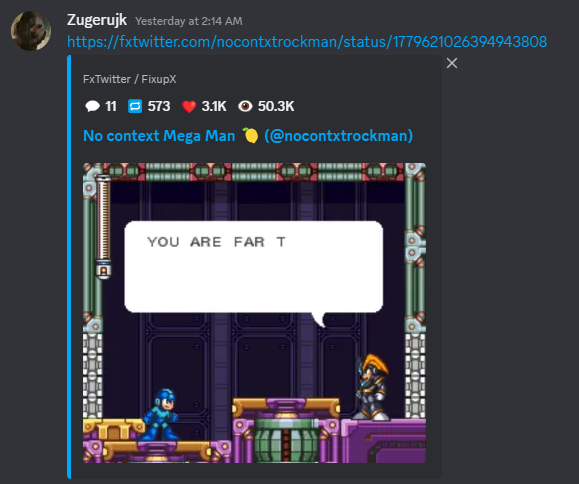 Zugerujk Yesterday at 2:14 AM
https://fxtwitter.com/nocontxtrockman/status/1779621026394943808
FxTwitter / FixupX
💬 11 🔁 573 ❤️ 3.1K 👁️ 50.3K
No context Mega Man 🍋 (@nocontxtrockman)
YOU ARE FAR T